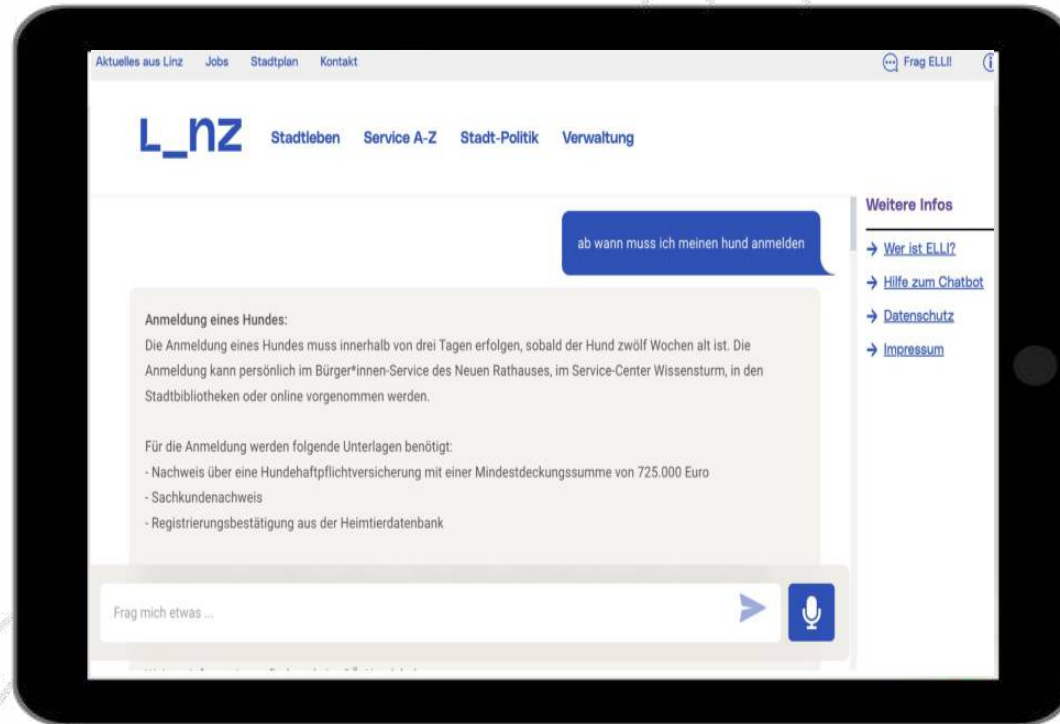 Aktuelles aus Linz Jobs Stadtplan Kontakt Frag ELLI!
L_nz Stadtleben Service A-Z Stadt-Politik Verwaltung
ab wann muss ich meinen hund anmelden
Anmeldung eines Hundes:
Die Anmeldung eines Hundes muss innerhalb von drei Tagen erfolgen, sobald der Hund zwölf Wochen alt ist. Die
Anmeldung kann persönlich im Bürger*innen-Service des Neuen Rathauses, im Service-Center Wissensturm, in den
Stadtbibliotheken oder online vorgenommen werden.
Für die Anmeldung werden folgende Unterlagen benötigt:
- Nachweis über eine Hundehaftpflichtversicherung mit einer Mindestdeckungssumme von 725.000 Euro
- Sachkundenachweis
- Registrierungsbestätigung aus der Heimtierdatenbank
Frag mich etwas ...
Weitere Infos
→ Wer ist ELLI?
→ Hilfe zum Chatbot
→ Datenschutz
→ Impressum